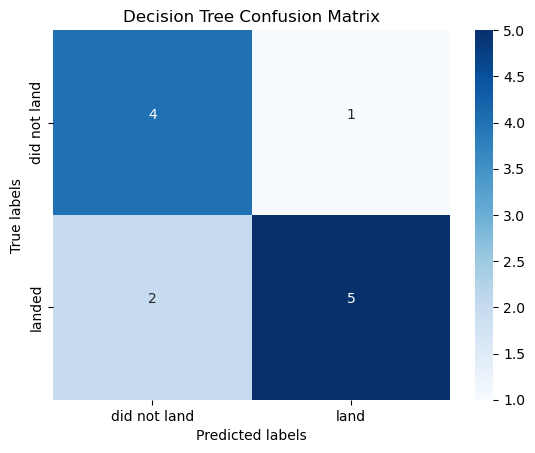 Decision Tree Confusion Matrix
True labels
did not land
landed
4
1
2
5
did not land
land
Predicted labels
5.0
4.5
4.0
3.5
3.0
2.5
2.0
1.5
1.0